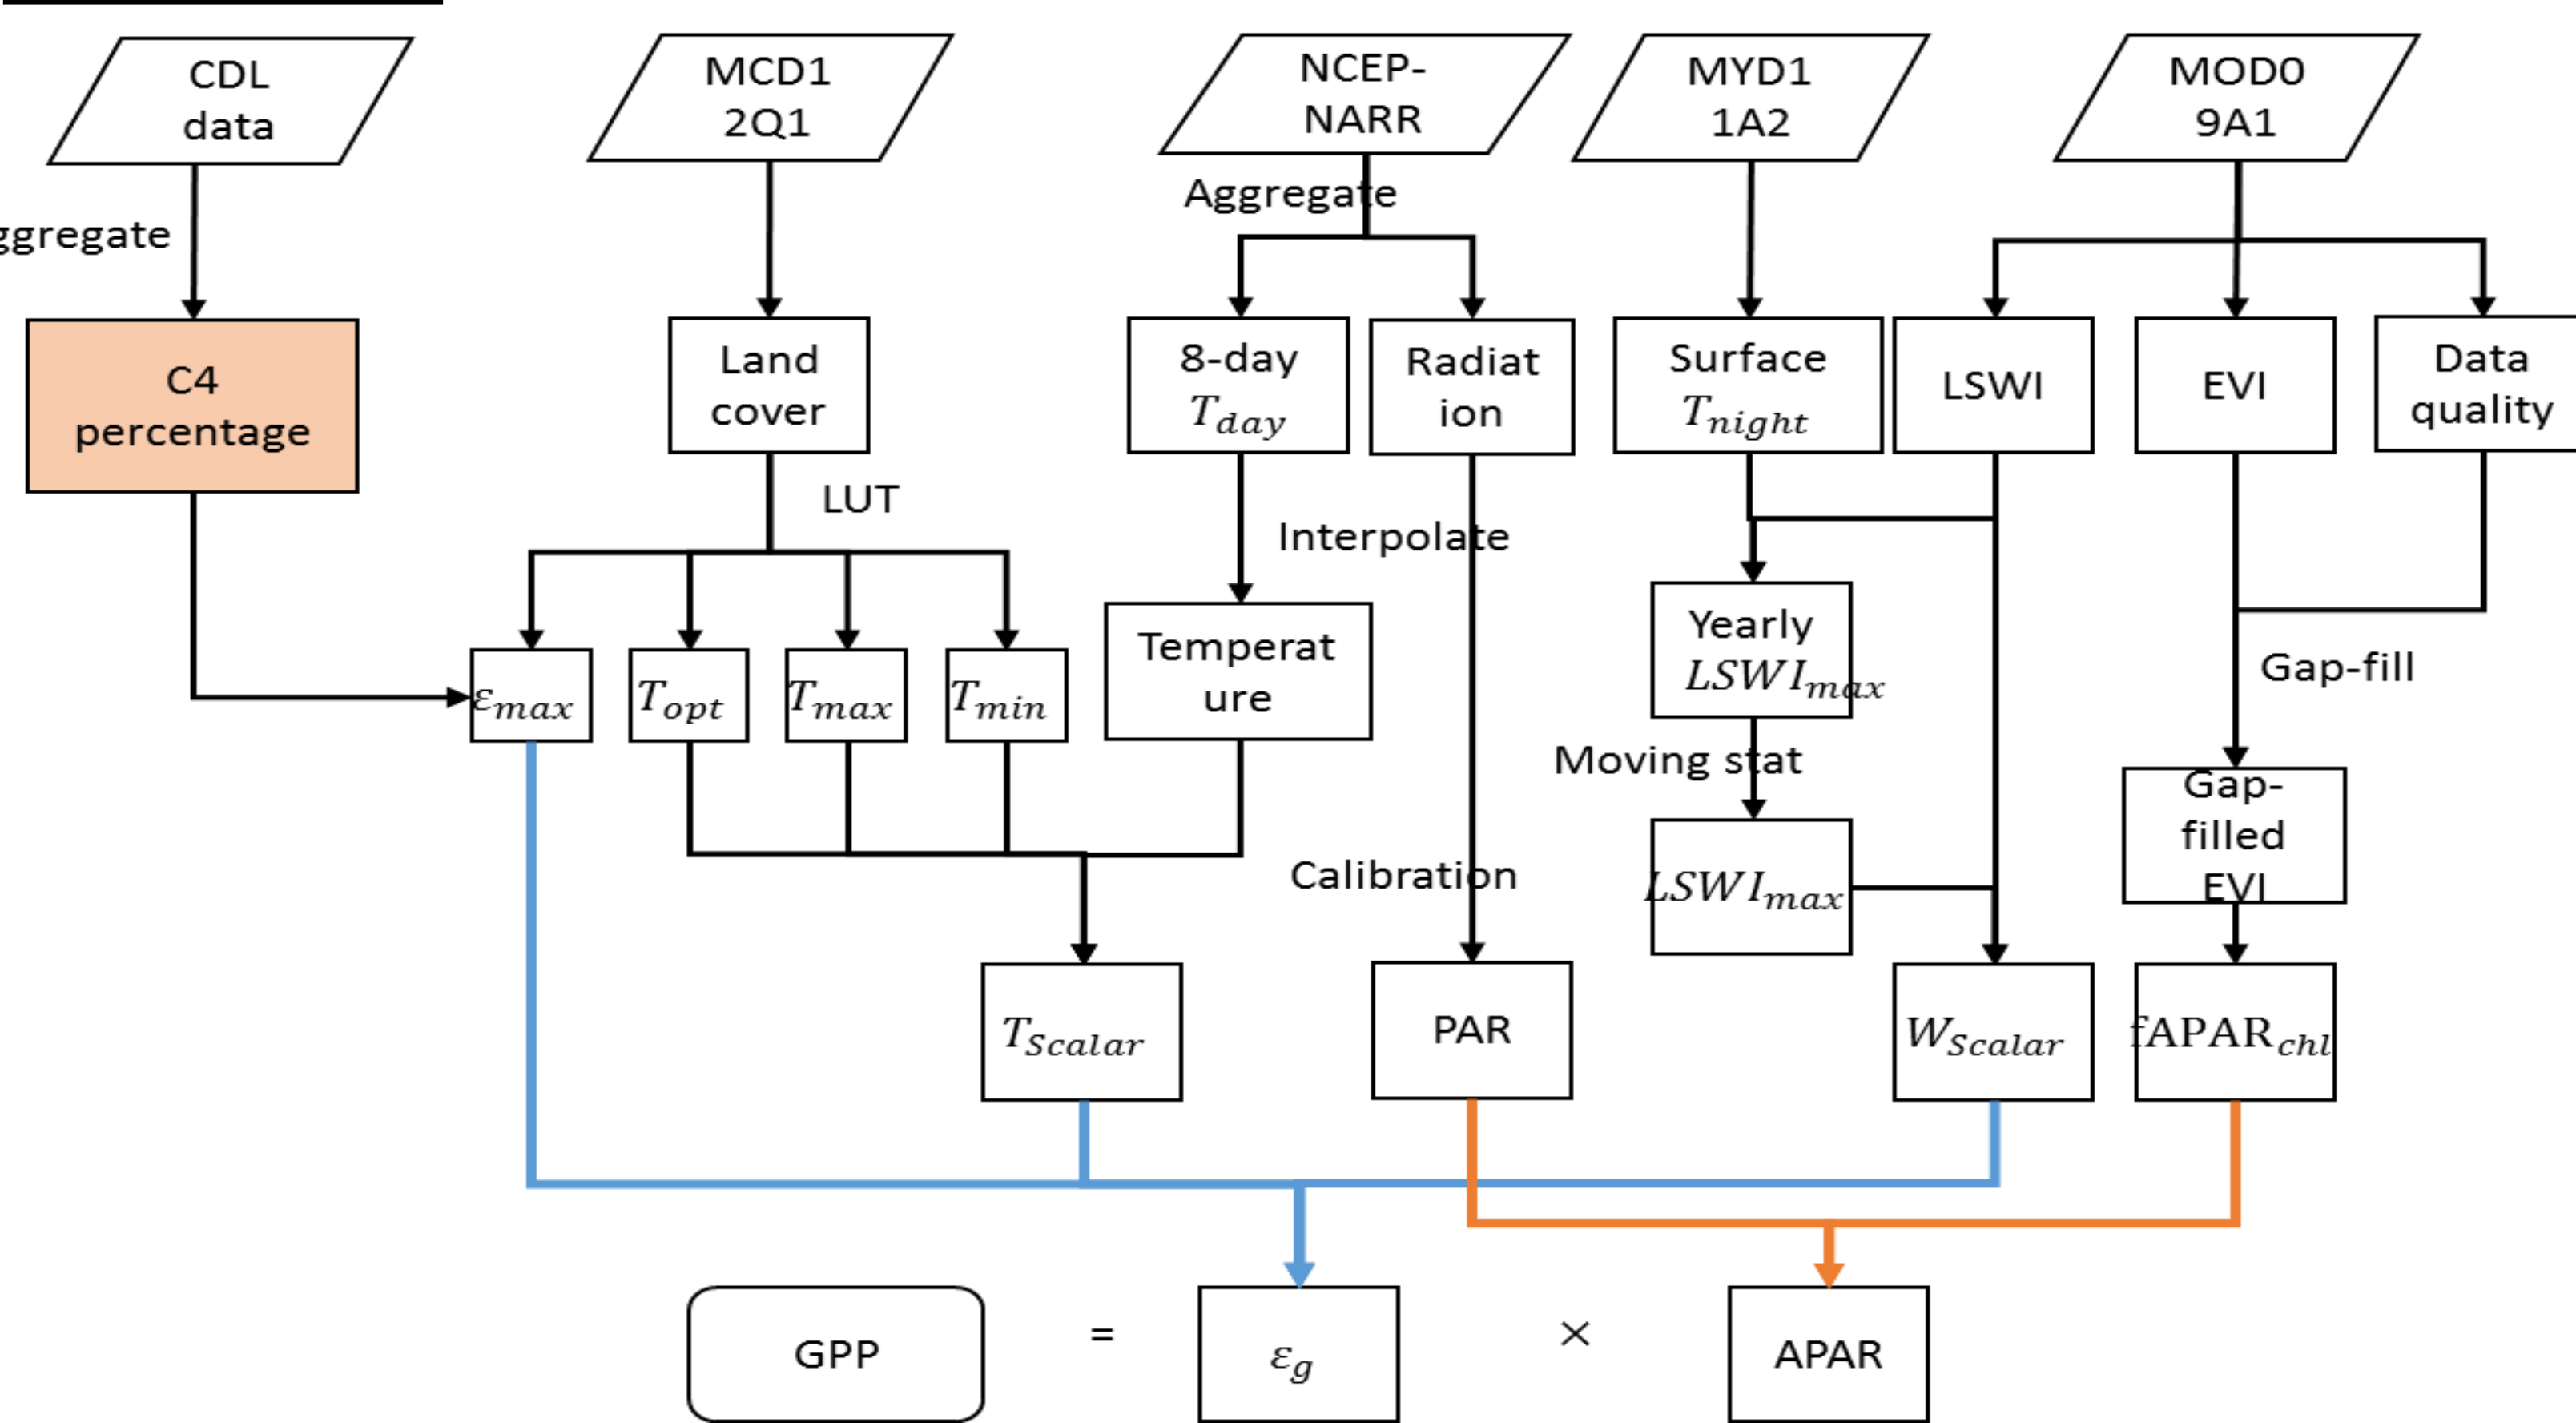 CDL
data
MCD1
2Q1
NCEP-
NARR
MYD1
1A2
MOD0
9A1
ggregate
Aggregate
C4
percentage
Land
cover
8-day
T_day
Radiat
ion
Surface
T_night
LSWI
EVI
Data
quality
LUT
Interpolate
ε_max
T_opt
T_max
T_min
Temperat
ure
Yearly
LSWI_max
Gap-fill
Moving stat
Calibration
LSWI_max
Gap-
filled
EVI
T_Scalar
PAR
W_Scalar
fAPAR_chl
GPP
=
ε_g
×
APAR